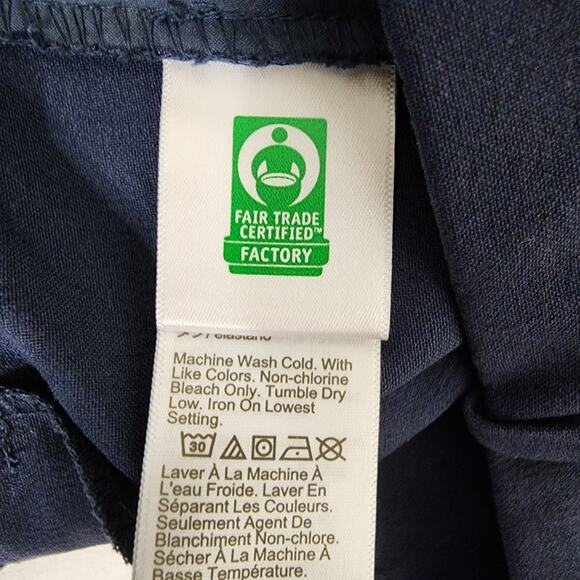 FAIR TRADE
CERTIFIED™
FACTORY
/elastano
Machine Wash Cold. With
Like Colors. Non-chlorine
Bleach Only. Tumble Dry
Low. Iron On Lowest
Setting.
30
Laver À La Machine À
L'eau Froide. Laver En
Séparant Les Couleurs.
Seulement Agent De
Blanchiment Non-chlore.
Sécher À La Machine À
Basse Température.